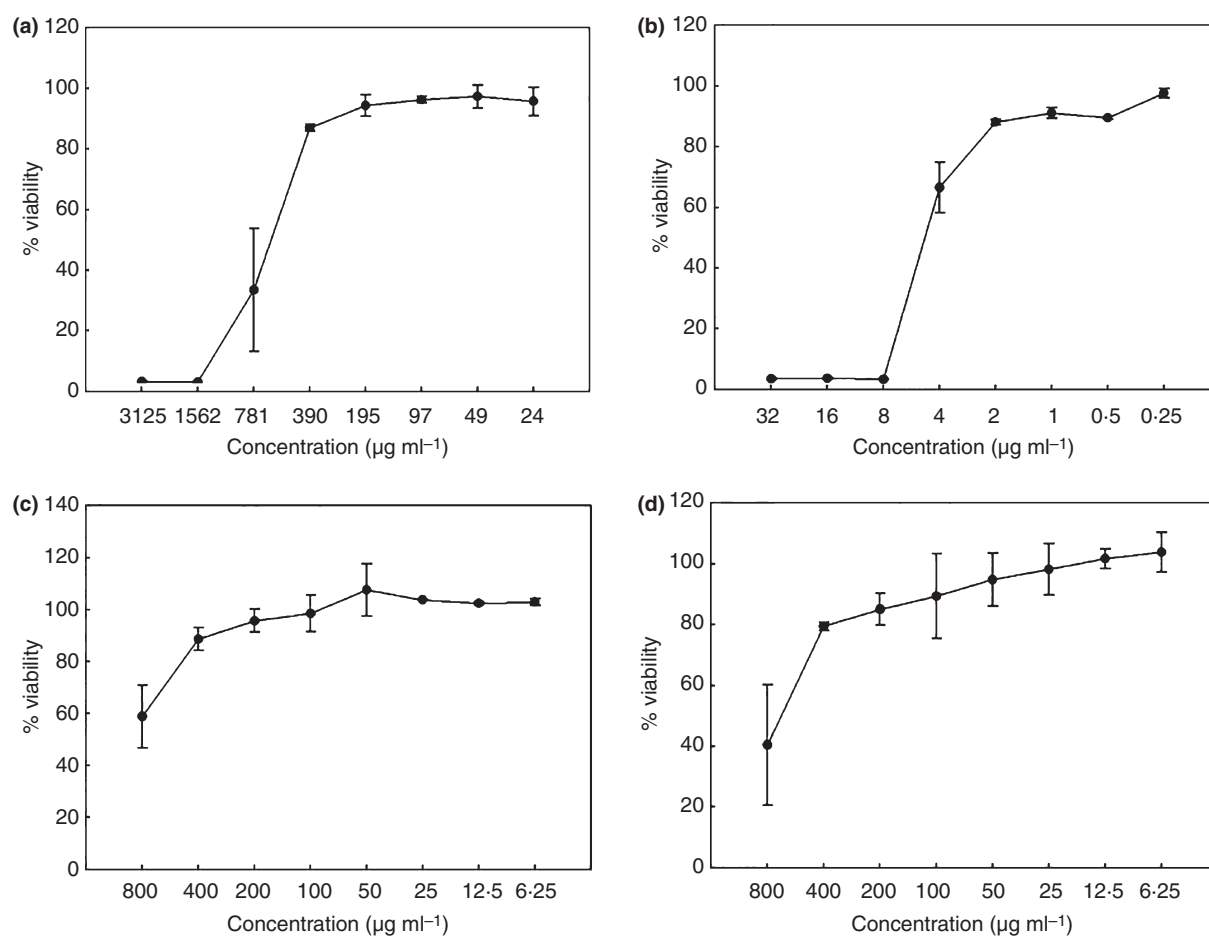 (a)
120
100
80
60
40
20
0
% viability
3125 1562 781 390 195 97 49 24
Concentration (µg ml⁻¹)
(b)
120
100
80
60
40
20
0
% viability
32 16 8 4 2 1 0·5 0·25
Concentration (µg ml⁻¹)
(c)
140
120
100
80
60
40
20
0
% viability
800 400 200 100 50 25 12·5 6·25
Concentration (µg ml⁻¹)
(d)
120
100
80
60
40
20
0
% viability
800 400 200 100 50 25 12·5 6·25
Concentration (µg ml⁻¹)